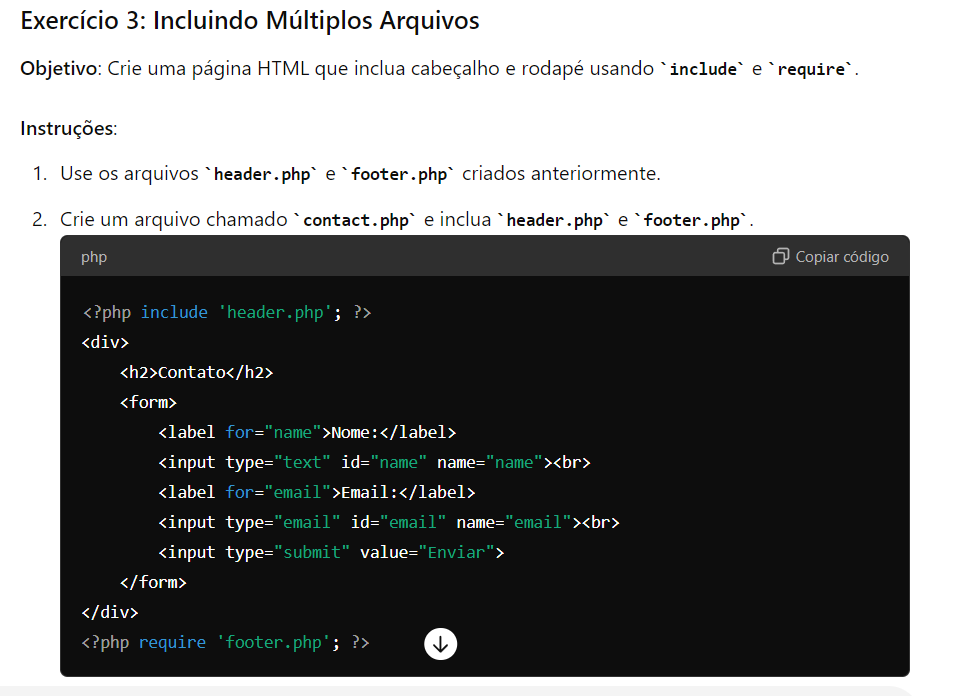 Exercício 3: Incluindo Múltiplos Arquivos
Objetivo: Crie uma página HTML que inclua cabeçalho e rodapé usando `include` e `require`.
Instruções:
1. Use os arquivos `header.php` e `footer.php` criados anteriormente.
2. Crie um arquivo chamado `contact.php` e inclua `header.php` e `footer.php`.
php Copiar código
<?php include 'header.php'; ?>
<div>
    <h2>Contato</h2>
    <form>
        <label for="name">Nome:</label>
        <input type="text" id="name" name="name"><br>
        <label for="email">Email:</label>
        <input type="email" id="email" name="email"><br>
        <input type="submit" value="Enviar">
    </form>
</div>
<?php require 'footer.php'; ?>